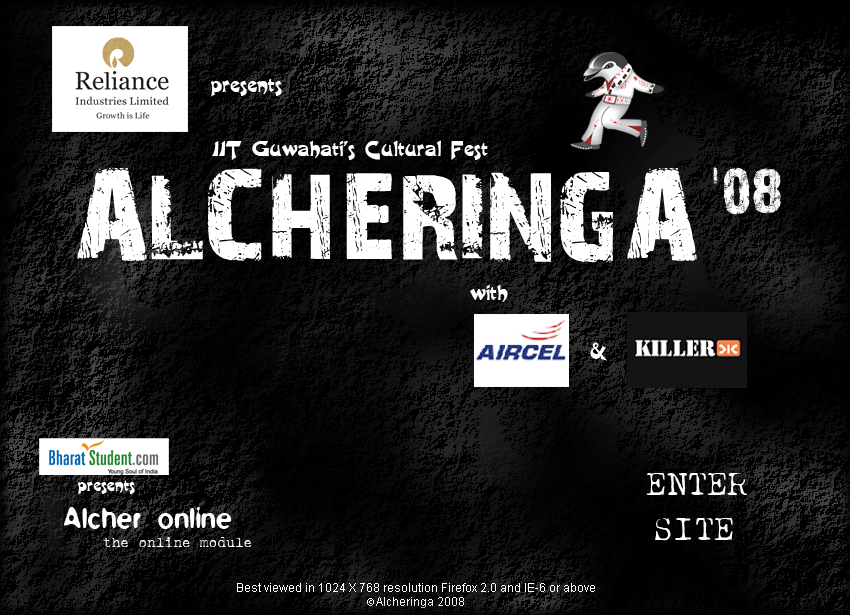 Reliance
Industries Limited
Growth is Life
presents
IIT Guwahati's Cultural Fest
ALCHERINGA '08
with
AIRCEL
&
KILLER
BharatStudent.com
Young Soul of India
presents
Alcher online
the online module
ENTER
SITE
Best viewed in 1024 X 768 resolution Firefox 2.0 and IE-6 or above
©Alcheringa 2008